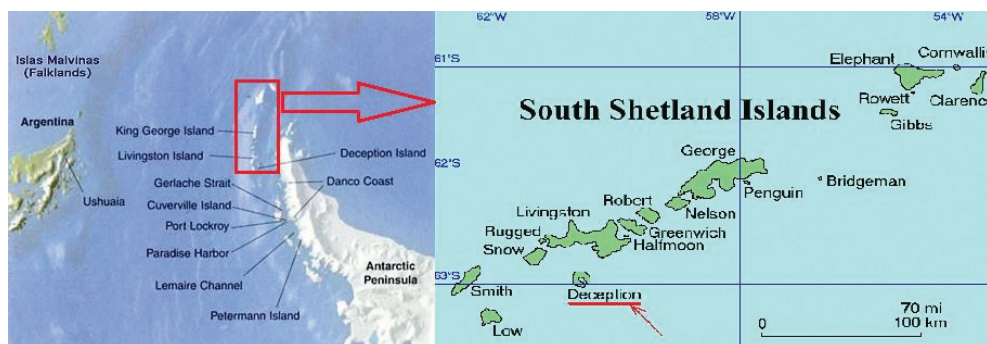 Islas Malvinas
(Falklands)
Argentina
Ushuaia
King George Island
Livingston Island
Deception Island
Gerlache Strait
Danco Coast
Cuverville Island
Port Lockroy
Paradise Harbor
Lemaire Channel
Petermann Island
Antarctic
Peninsula
62°W
58°W
54°W
61°S
62°S
63°S
South Shetland Islands
Elephant
Cornwallis
Rowett
Clarence
Gibbs
George
Bridgeman
Penguin
Nelson
Robert
Greenwich
Livingston
Halfmoon
Rugged
Snow
Smith
Deception
Low
70 mi
0
100 km